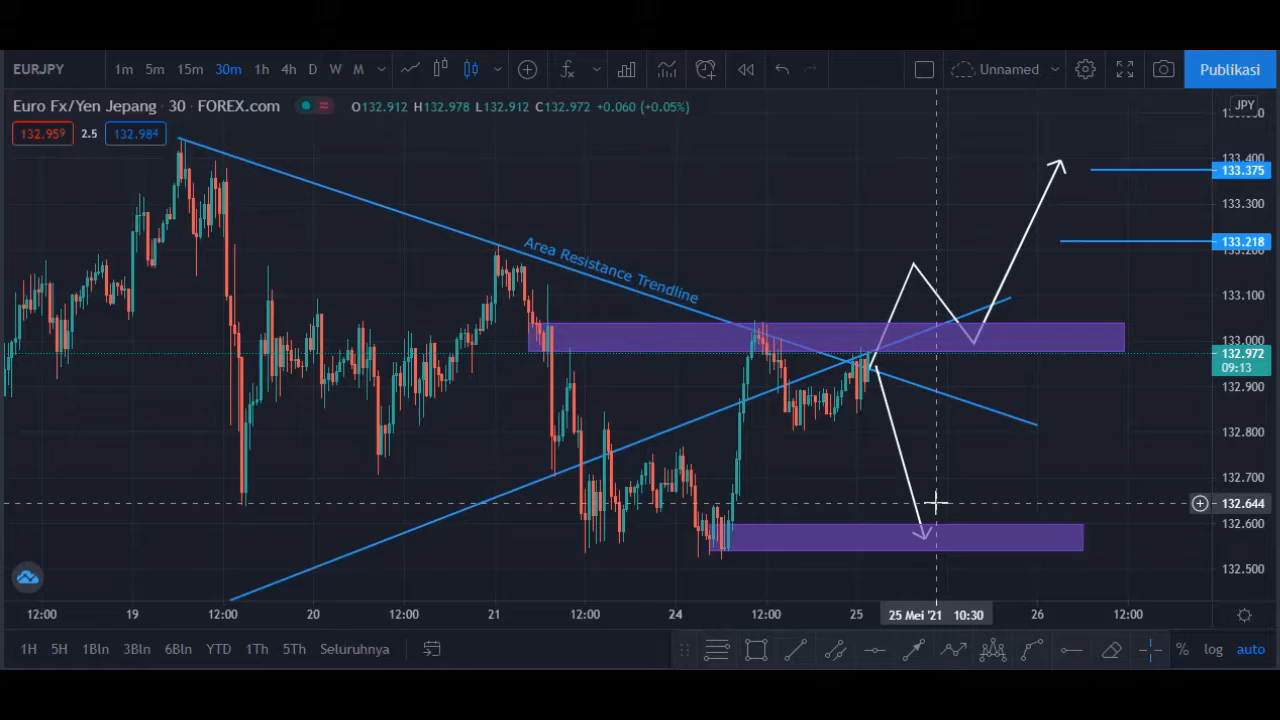 EURJPY 1m 5m 15m 30m 1h 4h D W M Unnamed Publikasi
Euro Fx/Yen Jepang · 30 · FOREX.com O132.912 H132.978 L132.912 C132.972 +0.060 (+0.05%)
JPY
132.959 2.5 132.984
133.400
133.375
133.300
133.218
133.200
Area Resistance Trendline
133.100
133.000
132.972
09:13
132.900
132.800
132.700
132.644
132.600
132.500
12:00 19 12:00 20 12:00 21 12:00 24 12:00 25 25 Mei '21 10:30 26 12:00
1H 5H 1Bln 3Bln 6Bln YTD 1Th 5Th Seluruhnya % log auto